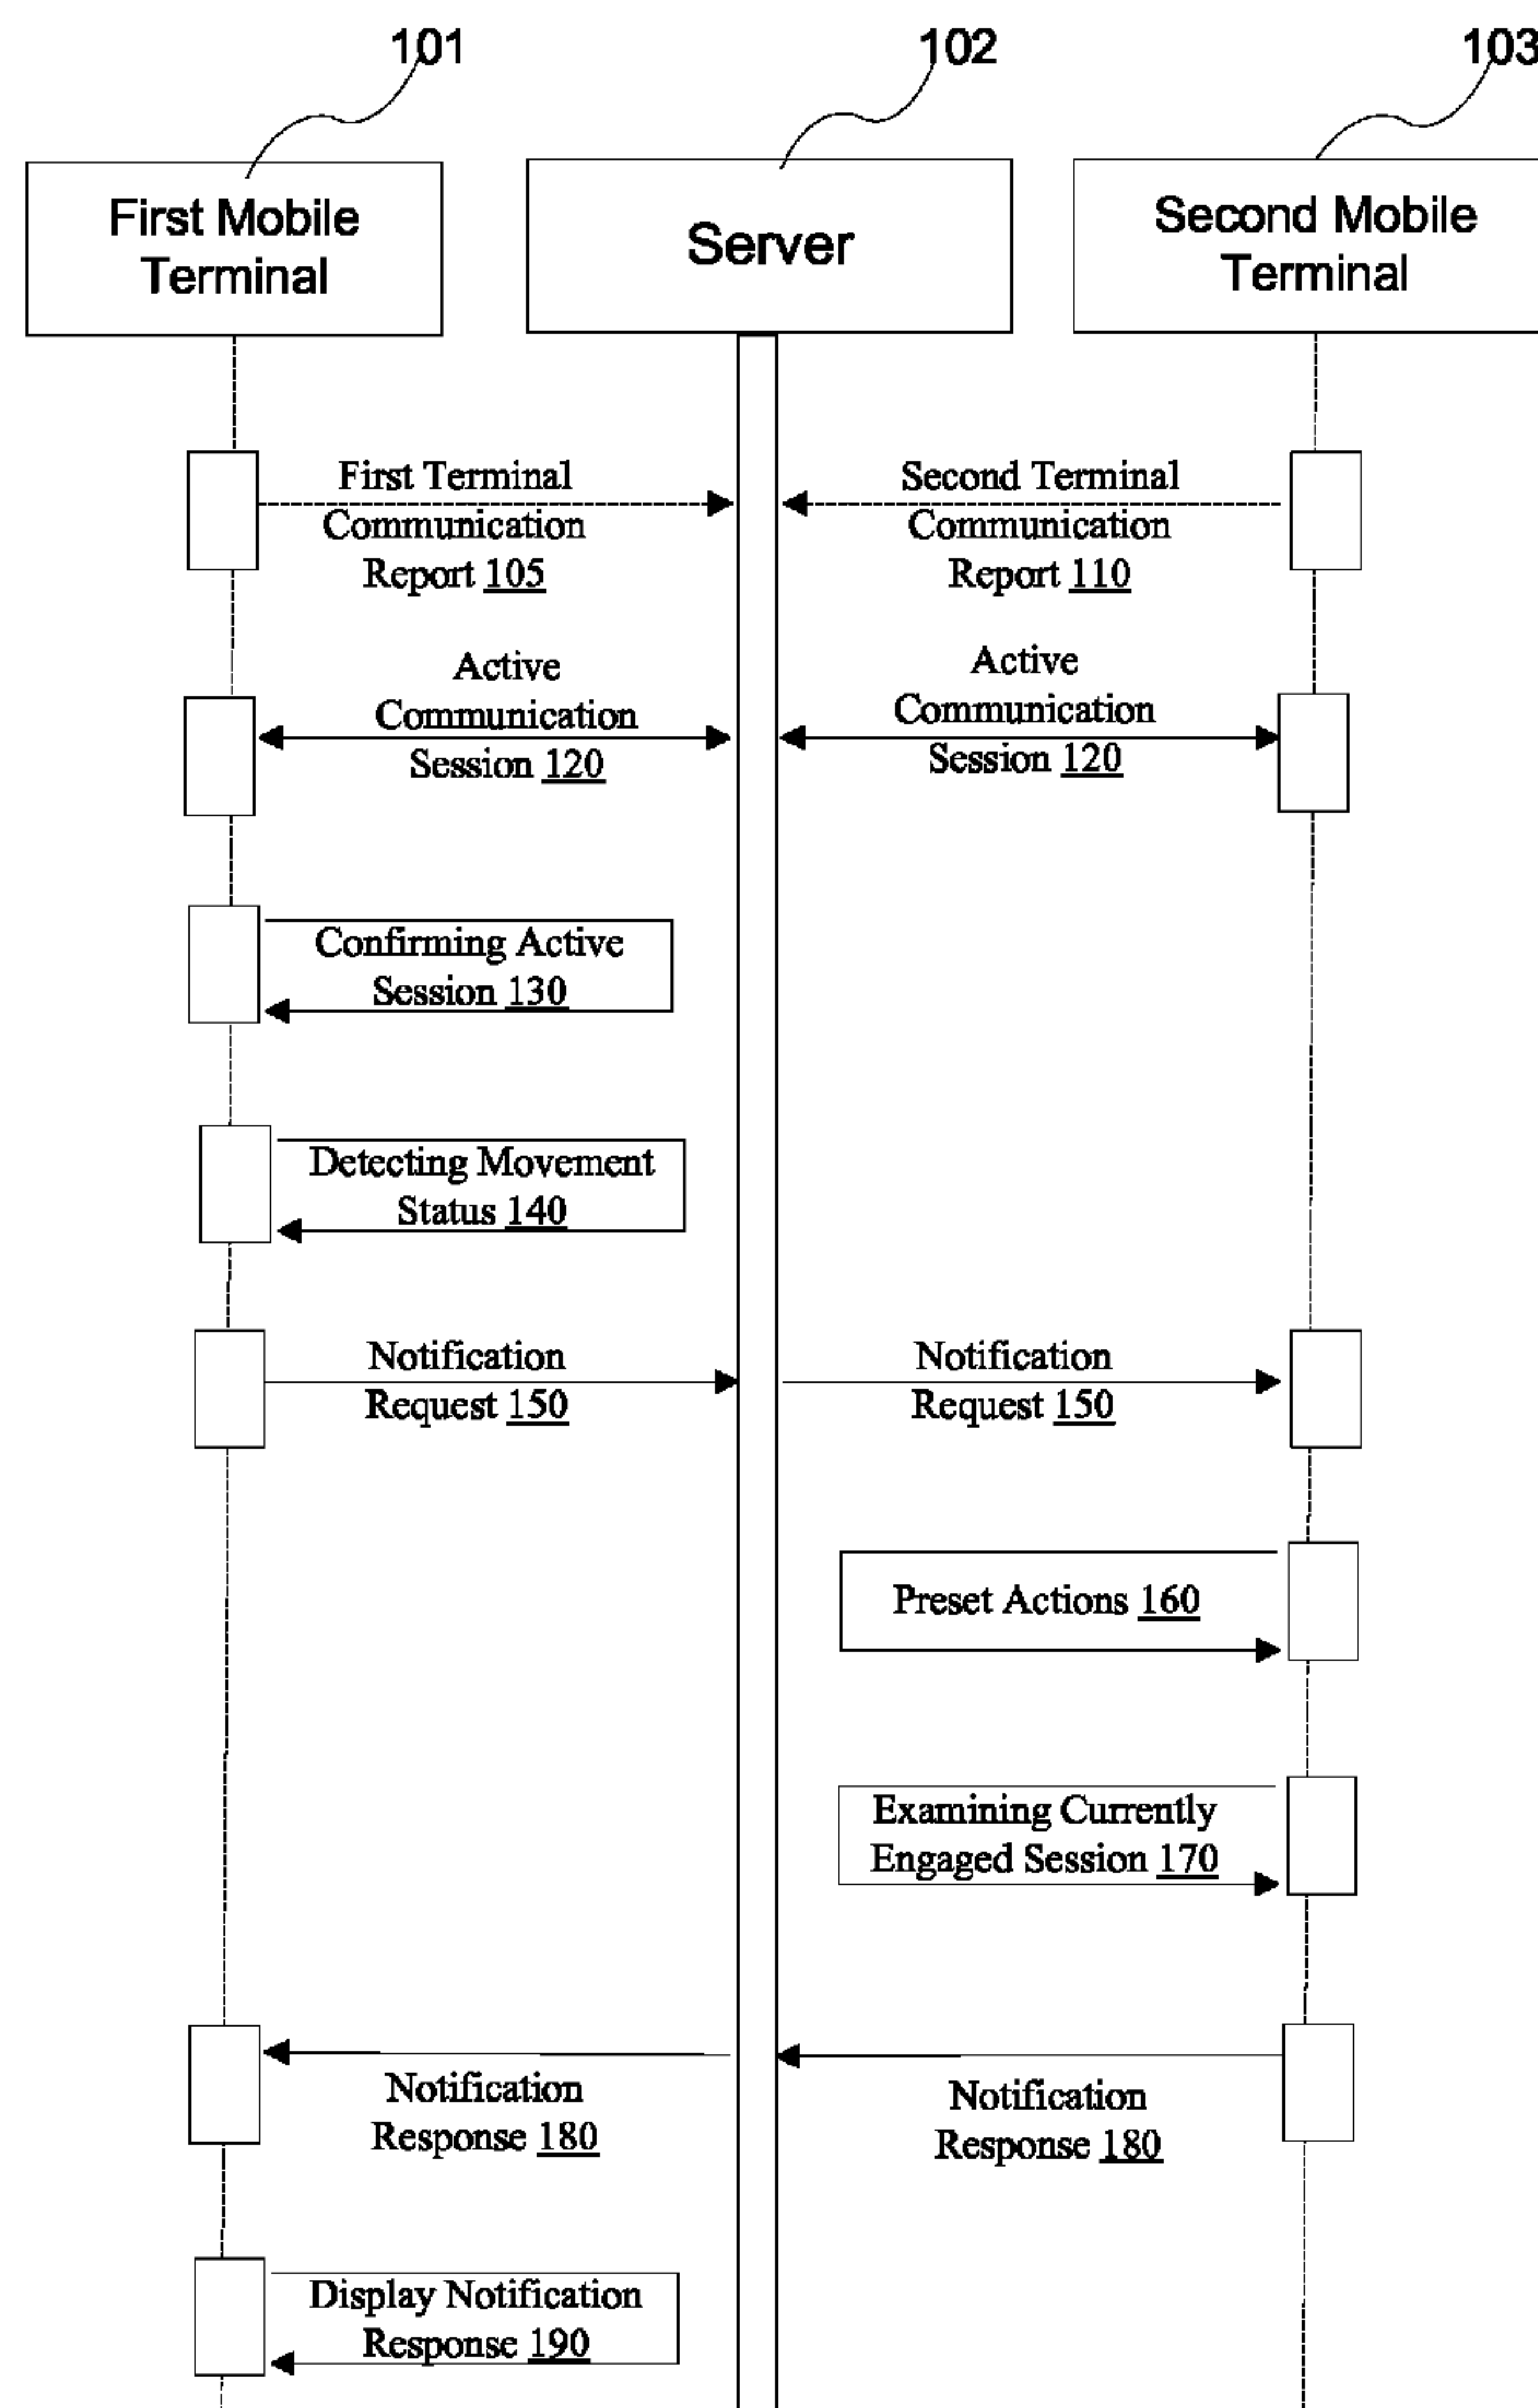 101
102
103
First Mobile
Terminal
Server
Second Mobile
Terminal
First Terminal
Communication
Report 105
Second Terminal
Communication
Report 110
Active
Communication
Session 120
Active
Communication
Session 120
Confirming Active
Session 130
Detecting Movement
Status 140
Notification
Request 150
Notification
Request 150
Preset Actions 160
Examining Currently
Engaged Session 170
Notification
Response 180
Notification
Response 180
Display Notification
Response 190